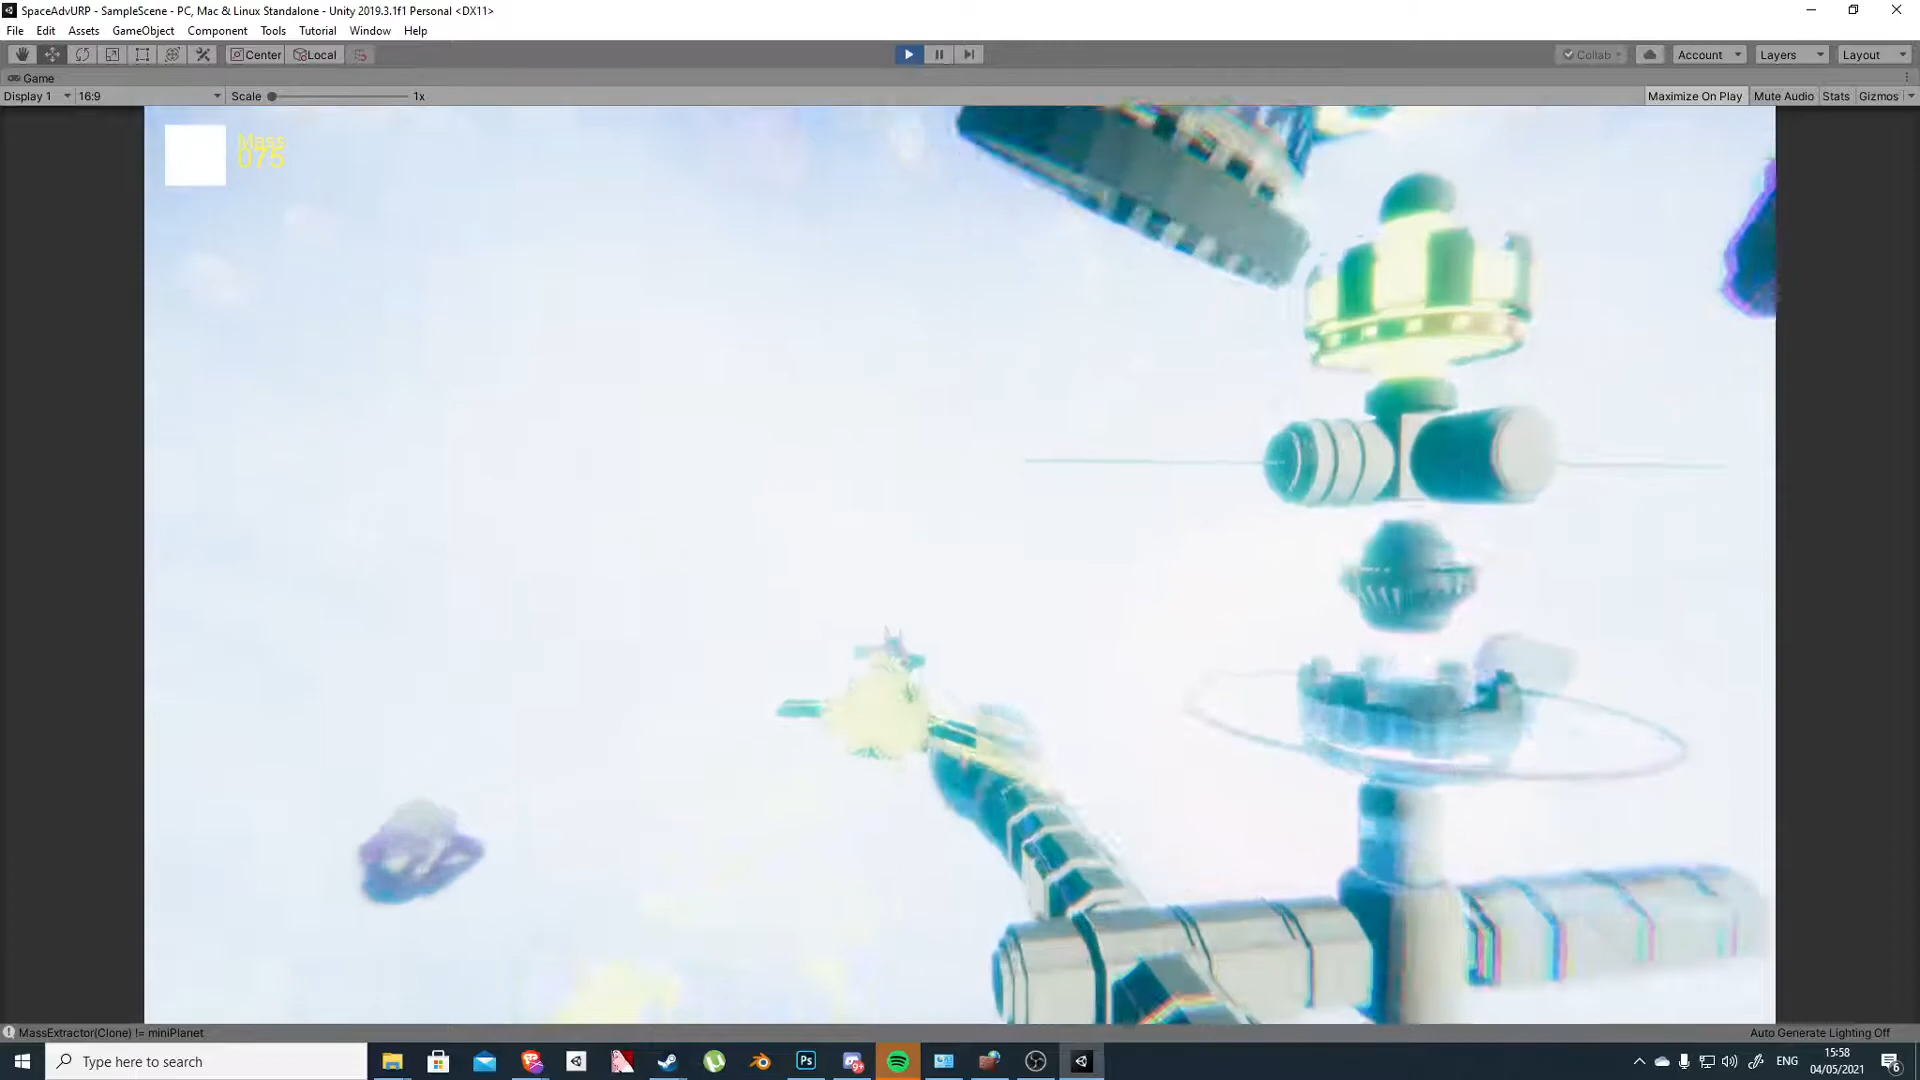 SpaceAdvURP - SampleScene - PC, Mac & Linux Standalone - Unity 2019.3.1f1 Personal <DX11>
File Edit Assets GameObject Component Tools Tutorial Window Help
Center Local Collab Account Layers Layout
Game
Display 1 16:9 Scale 1x Maximize On Play Mute Audio Stats Gizmos
Mass
075
MassExtractor(Clone) != miniPlanet Auto Generate Lighting Off
Type here to search Ps 9+ ENG 15:58
04/05/2021 6